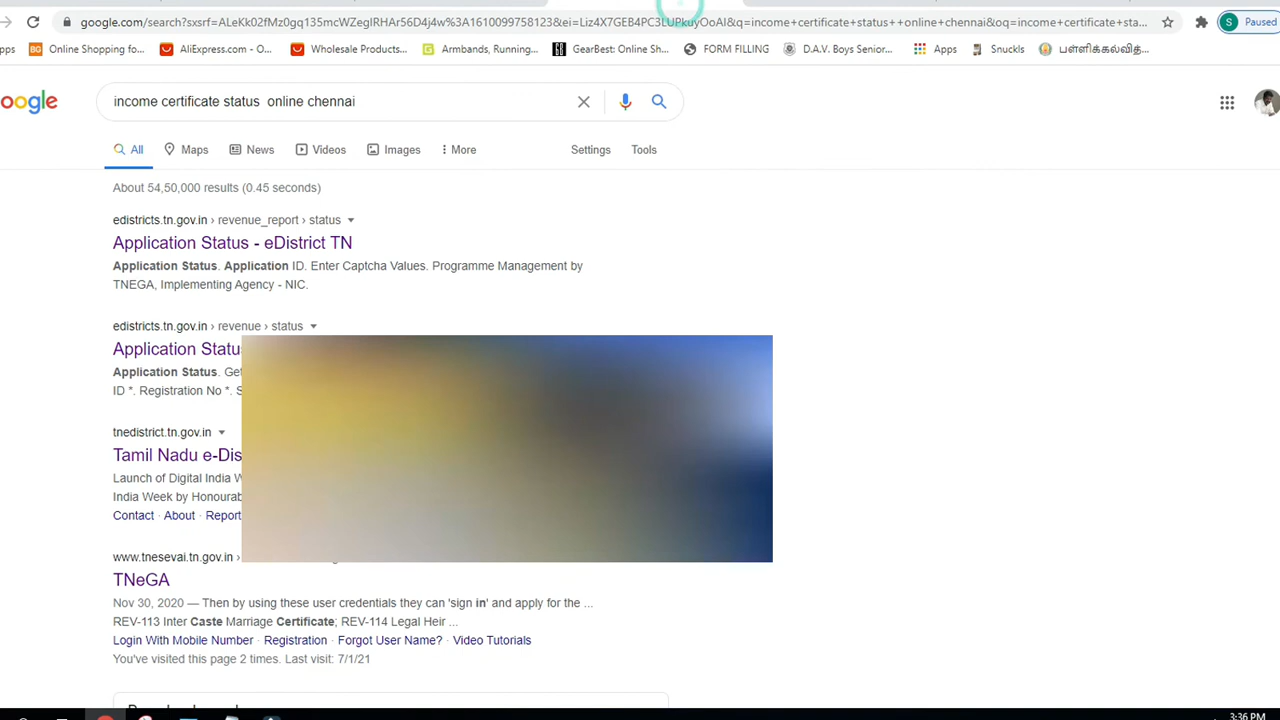 google.com/search?sxsrf=ALeKk02fMz0gq135mcWZegIRHAr56D4j4w%3A1610099758123&ei=Liz4X7GEB4PC3LUPkuyOoAI&q=income+certificate+status++online+chennai&oq=income+certificate+sta...
Paused
Online Shopping fo...
AliExpress.com - O...
Wholesale Products...
Armbands, Running,...
GearBest: Online Sh...
FORM FILLING
D.A.V. Boys Senior...
Apps
Snuckls
பள்ளிக்கல்வித்...
oogle
income certificate status online chennai
All
Maps
News
Videos
Images
More
Settings
Tools
About 54,50,000 results (0.45 seconds)
edistricts.tn.gov.in › revenue_report › status
Application Status - eDistrict TN
Application Status. Application ID. Enter Captcha Values. Programme Management by
TNEGA, Implementing Agency - NIC.
edistricts.tn.gov.in › revenue › status
Application
Application Status.
ID *. Registration No *.
tnedistrict.tn.gov.in
Tamil Nadu
Launch of Digital India
India Week by
Contact · About ·
www.tnesevai.tn.gov.in ›
TNeGA
Nov 30, 2020 — Then by using these user credentials they can 'sign in' and apply for the ...
REV-113 Inter Caste Marriage Certificate; REV-114 Legal Heir ...
Login With Mobile Number · Registration · Forgot User Name? · Video Tutorials
You've visited this page 2 times. Last visit: 7/1/21
3:36 PM